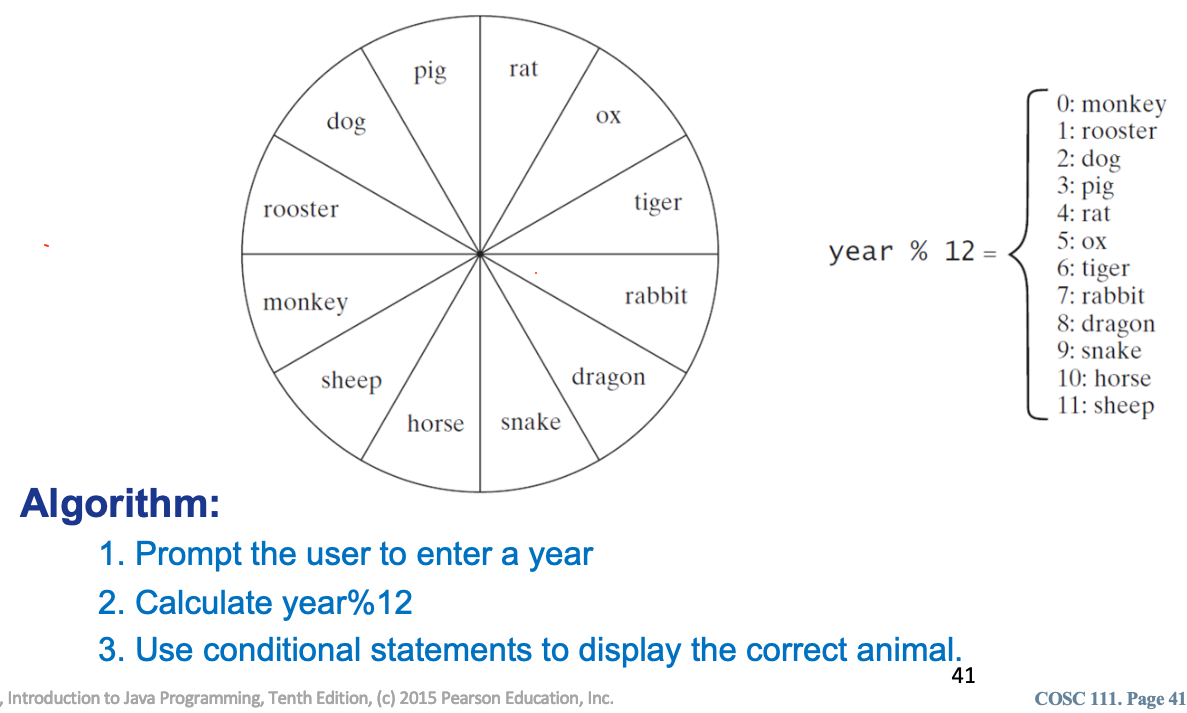 pig
rat
dog
ox
rooster
tiger
monkey
rabbit
sheep
dragon
horse
snake
year % 12 =
0: monkey
1: rooster
2: dog
3: pig
4: rat
5: ox
6: tiger
7: rabbit
8: dragon
9: snake
10: horse
11: sheep
Algorithm:
1. Prompt the user to enter a year
2. Calculate year%12
3. Use conditional statements to display the correct animal.
41
, Introduction to Java Programming, Tenth Edition, (c) 2015 Pearson Education, Inc.
COSC 111. Page 41